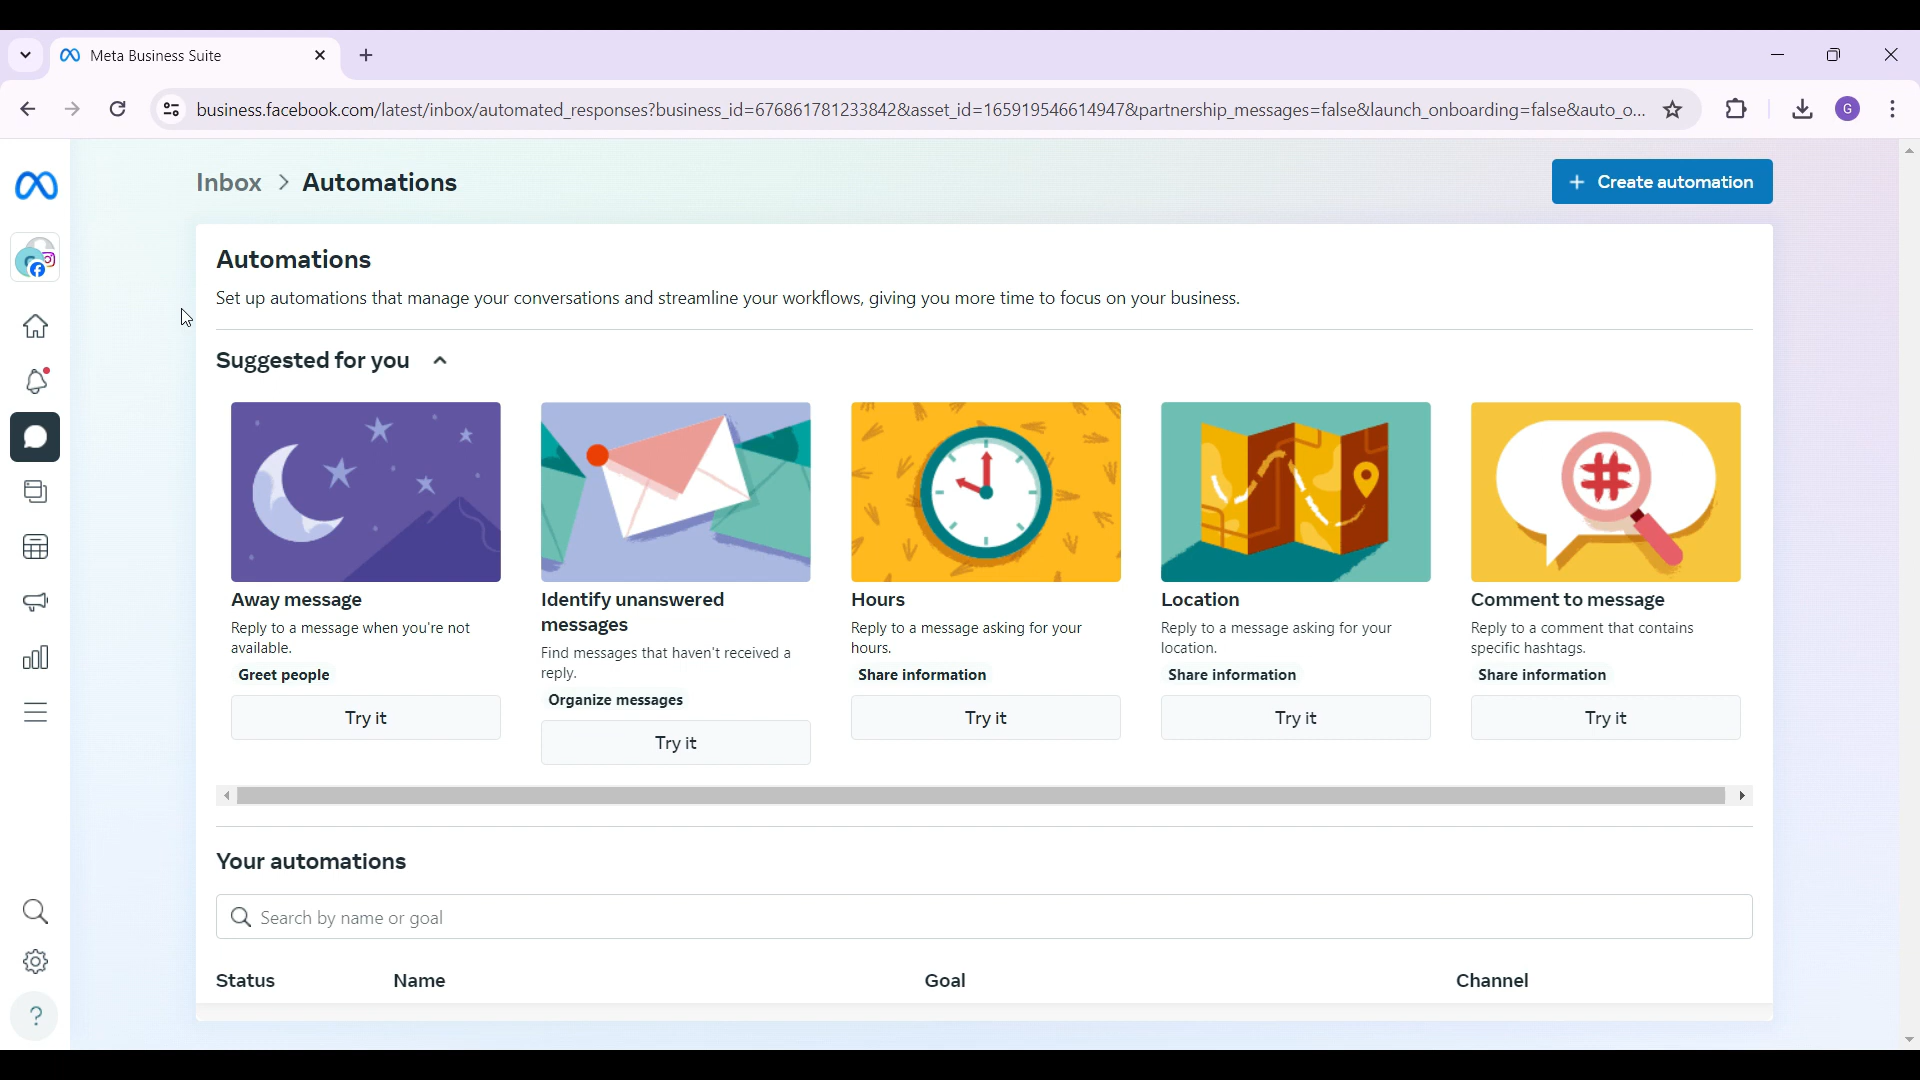 Meta Business Suite
business.facebook.com/latest/inbox/automated_responses?business_id=676861781233842&asset_id=165919546614947&partnership_messages=false&launch_onboarding=false&auto_o...
G
Inbox > Automations
+ Create automation
Automations
Set up automations that manage your conversations and streamline your workflows, giving you more time to focus on your business.
Suggested for you
#
Away message
Reply to a message when you're not
available.
Greet people
Try it
Identify unanswered
messages
Find messages that haven't received a
reply.
Organize messages
Try it
Hours
Reply to a message asking for your
hours.
Share information
Try it
Location
Reply to a message asking for your
location.
Share information
Try it
Comment to message
Reply to a comment that contains
specific hashtags.
Share information
Try it
Your automations
Search by name or goal
Status Name Goal Channel
?